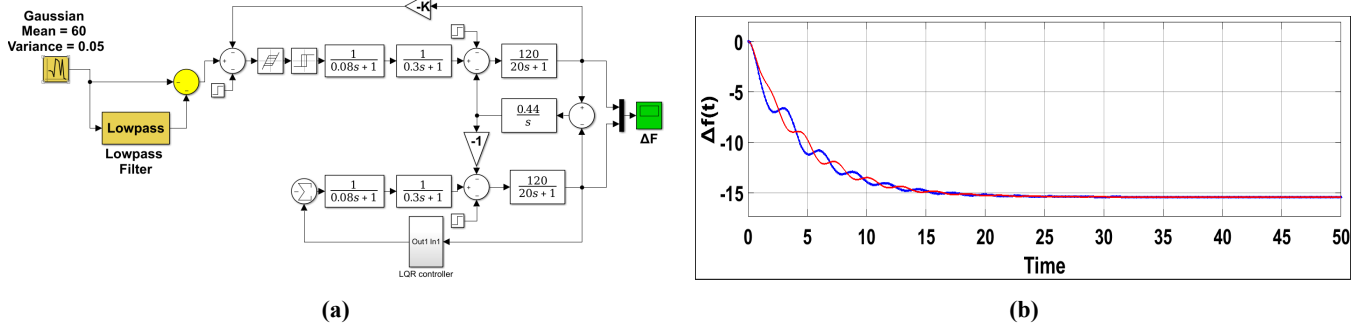 Gaussian
Mean = 60
Variance = 0.05
Lowpass
Lowpass
Filter
-K
1
0.08s + 1
1
0.3s + 1
120
20s + 1
0.44
s
-1
ΔF
1
0.08s + 1
1
0.3s + 1
120
20s + 1
Out1 In1
LQR controller
(a)
Δf(t)
0
-5
-10
-15
0 5 10 15 20 25 30 35 40 45 50
Time
(b)